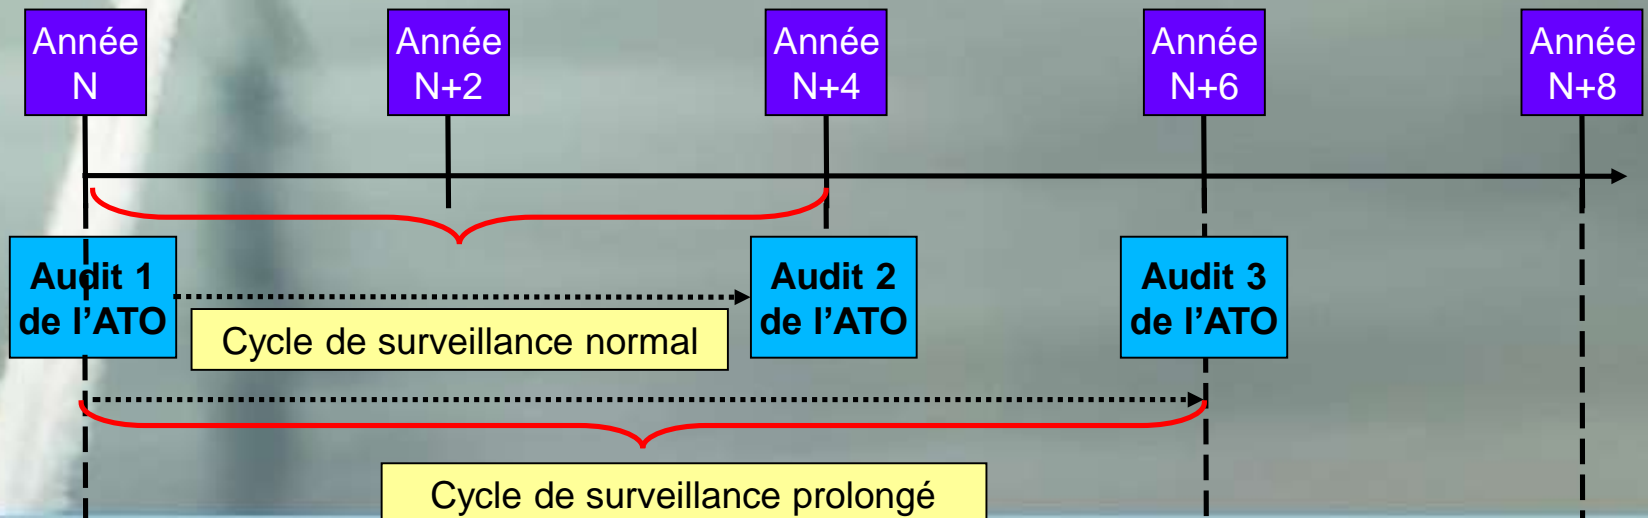 Année
N
Année
N+2
Année
N+4
Année
N+6
Année
N+8
Audit 1
de l’ATO
Audit 2
de l’ATO
Audit 3
de l’ATO
Cycle de surveillance normal
Cycle de surveillance prolongé